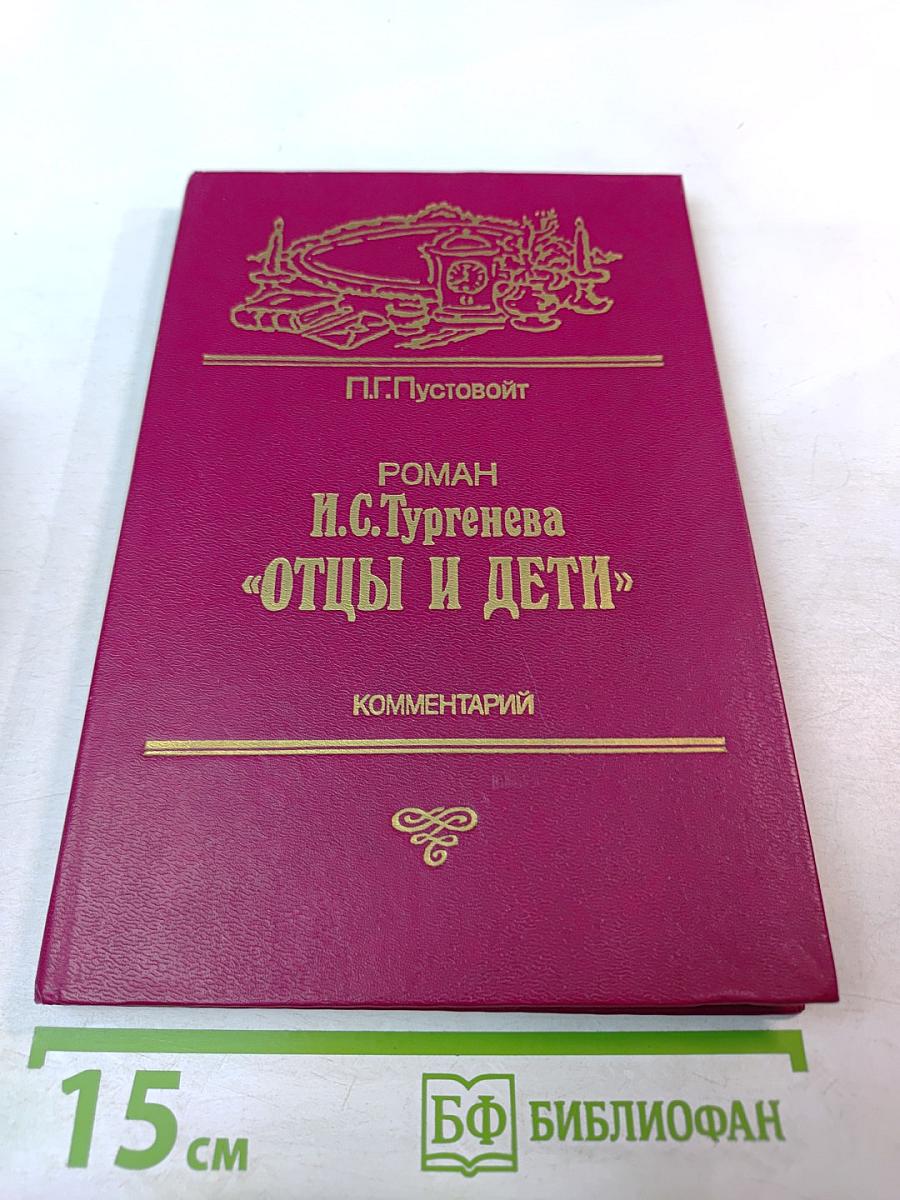 П.Г.Пустовойт
РОМАН
И.С.Тургенева
«ОТЦЫ И ДЕТИ»
КОММЕНТАРИЙ
15 см
БФ БИБЛИОФАН